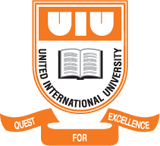 UIU
UNITED INTERNATIONAL UNIVERSITY
QUEST
FOR
EXCELLENCE